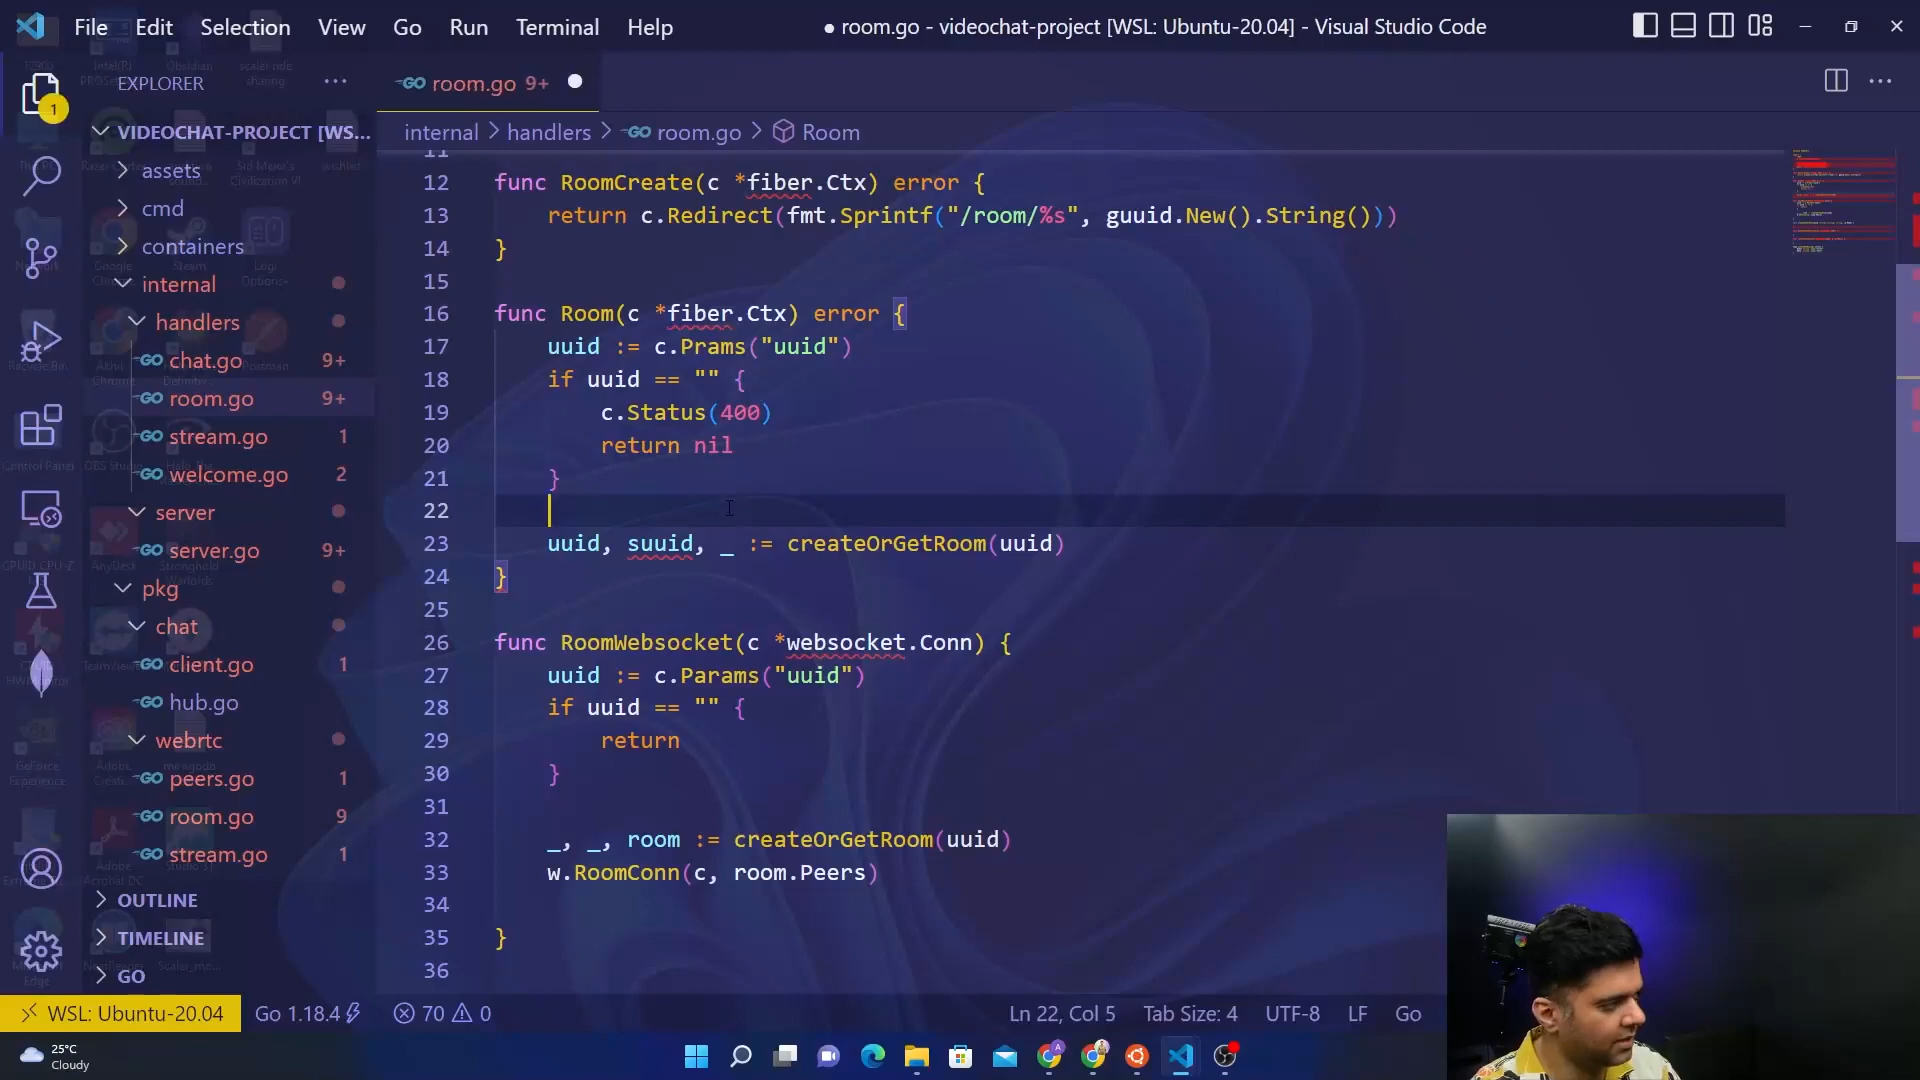 File Edit Selection View Go Run Terminal Help
● room.go - videochat-project [WSL: Ubuntu-20.04] - Visual Studio Code
EXPLORER ...
room.go 9+
1
VIDEOCHAT-PROJECT [WS...
internal > handlers > room.go > Room
assets
cmd
containers
internal
handlers
chat.go 9+
room.go 9+
stream.go 1
welcome.go 2
server
server.go 9+
pkg
chat
client.go 1
hub.go
webrtc
peers.go 1
room.go 9
stream.go 1
OUTLINE
TIMELINE
GO
11
12 func RoomCreate(c *fiber.Ctx) error {
13 return c.Redirect(fmt.Sprintf("/room/%s", guuid.New().String()))
14 }
15
16 func Room(c *fiber.Ctx) error {
17 uuid := c.Prams("uuid")
18 if uuid == "" {
19 c.Status(400)
20 return nil
21 }
22
23 uuid, suuid, _ := createOrGetRoom(uuid)
24 }
25
26 func RoomWebsocket(c *websocket.Conn) {
27 uuid := c.Params("uuid")
28 if uuid == "" {
29 return
30 }
31
32 _, _, room := createOrGetRoom(uuid)
33 w.RoomConn(c, room.Peers)
34
35 }
36
WSL: Ubuntu-20.04 Go 1.18.4 70 0 Ln 22, Col 5 Tab Size: 4 UTF-8 LF Go
25°C
Cloudy